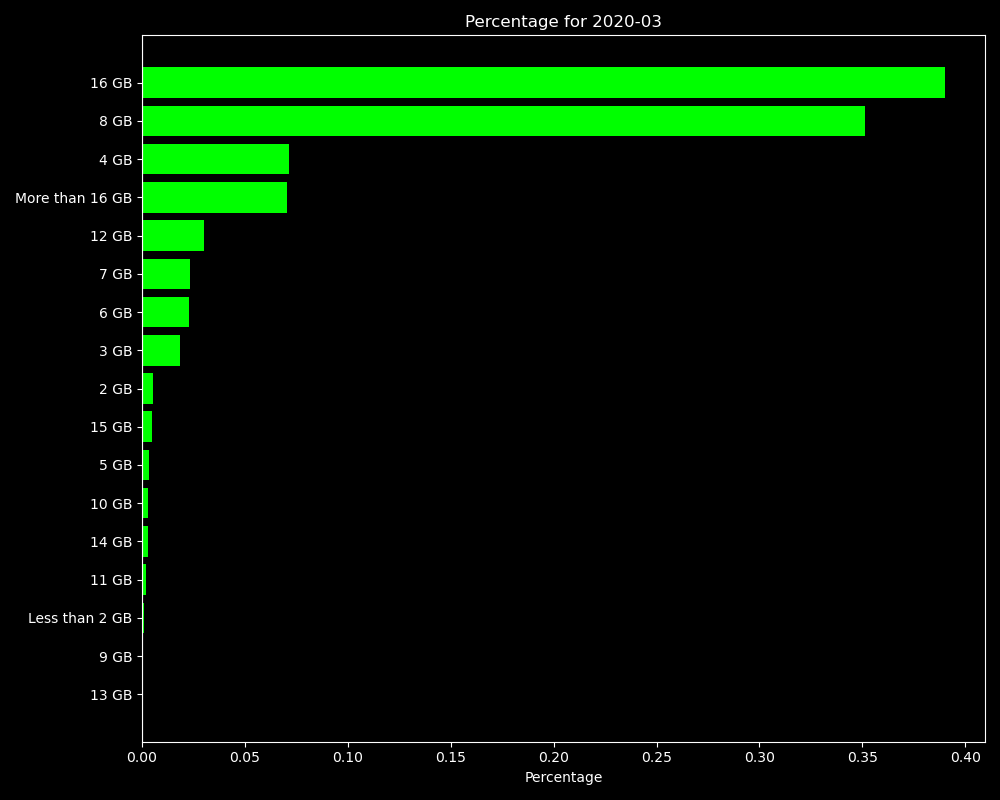 Percentage for 2020-03
16 GB
8 GB
4 GB
More than 16 GB
12 GB
7 GB
6 GB
3 GB
2 GB
15 GB
5 GB
10 GB
14 GB
11 GB
Less than 2 GB
9 GB
13 GB
0.00 0.05 0.10 0.15 0.20 0.25 0.30 0.35 0.40
Percentage